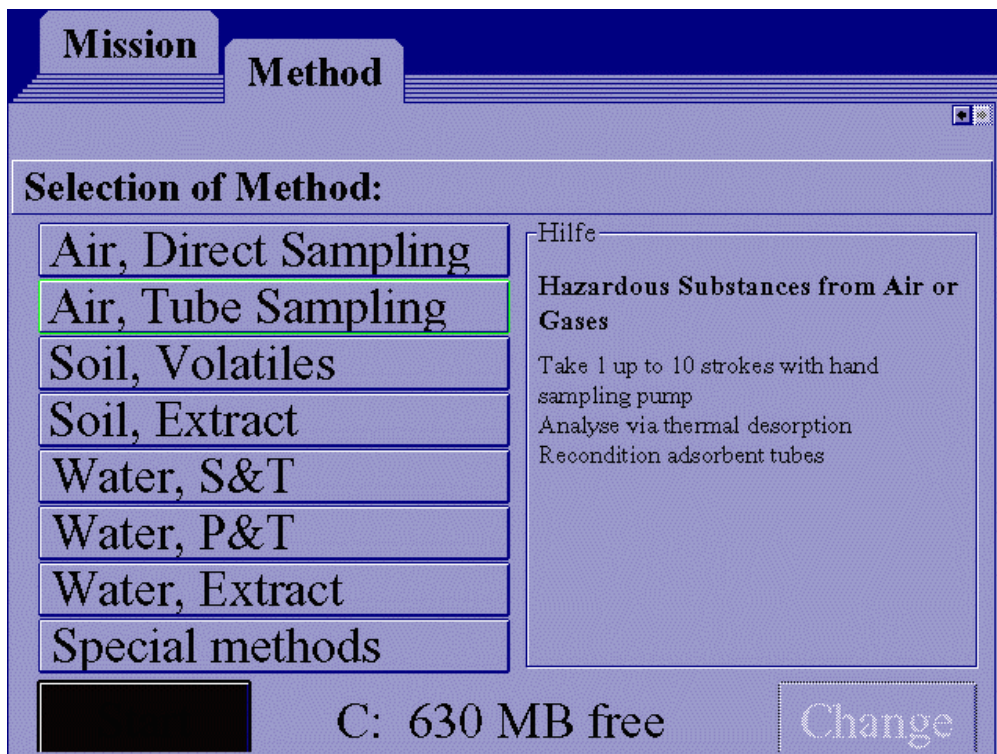 Mission
Method
Selection of Method:
Air, Direct Sampling
Air, Tube Sampling
Soil, Volatiles
Soil, Extract
Water, S&T
Water, P&T
Water, Extract
Special methods
Hilfe
Hazardous Substances from Air or
Gases
Take 1 up to 10 strokes with hand
sampling pump
Analyse via thermal desorption
Recondition adsorbent tubes
C: 630 MB free
Change